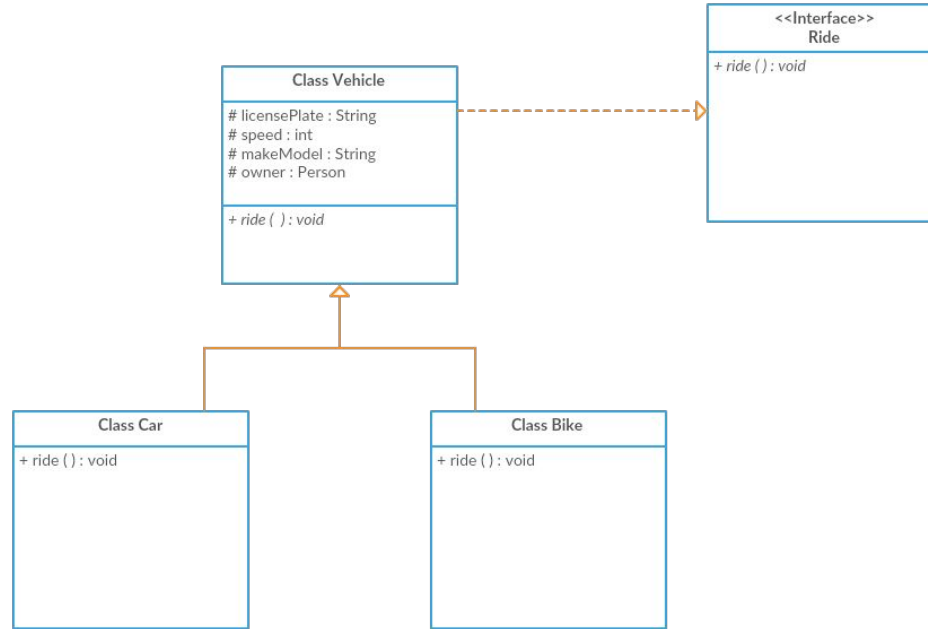 <<Interface>>
Ride
+ ride ( ) : void
Class Vehicle
# licensePlate : String
# speed : int
# makeModel : String
# owner : Person
+ ride (  ) : void
Class Car
+ ride ( ) : void
Class Bike
+ ride ( ) : void